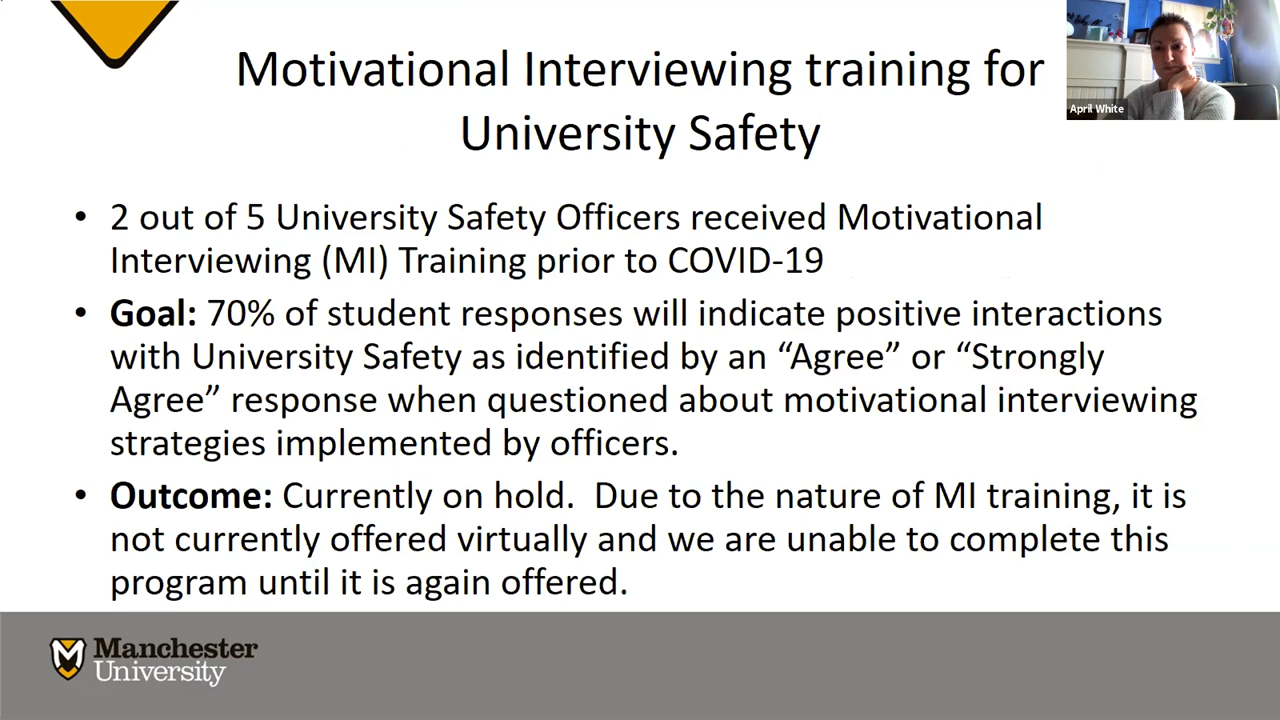 Motivational Interviewing training for
University Safety
April White
• 2 out of 5 University Safety Officers received Motivational
Interviewing (MI) Training prior to COVID-19
• Goal: 70% of student responses will indicate positive interactions
with University Safety as identified by an “Agree” or “Strongly
Agree” response when questioned about motivational interviewing
strategies implemented by officers.
• Outcome: Currently on hold.  Due to the nature of MI training, it is
not currently offered virtually and we are unable to complete this
program until it is again offered.
Manchester
University